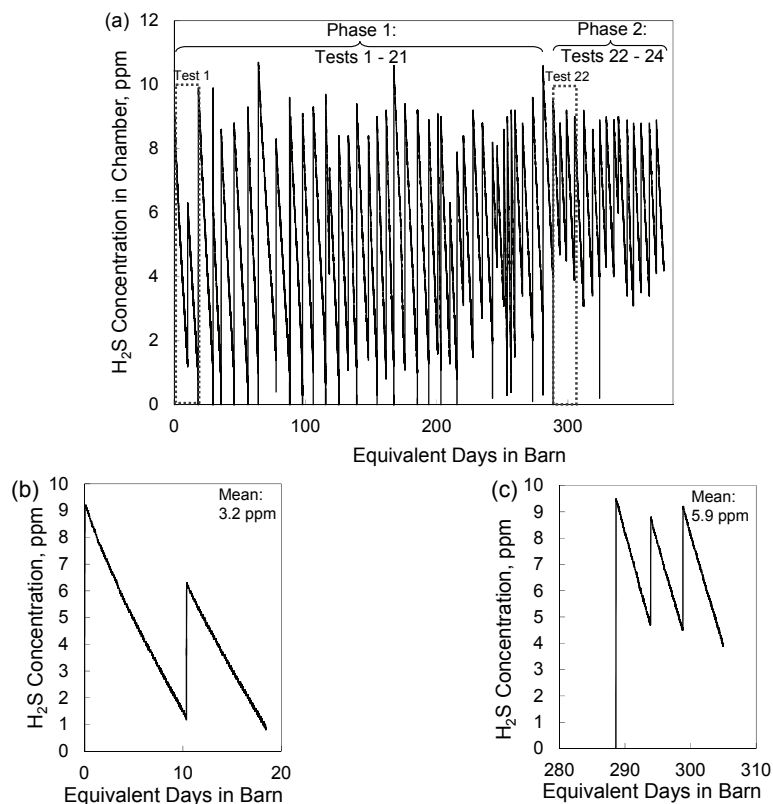 (a)
Phase 1:
Tests 1 - 21
Phase 2:
Tests 22 - 24
Test 1
Test 22
H₂S Concentration in Chamber, ppm
12
10
8
6
4
2
0
0 100 200 300
Equivalent Days in Barn
(b)
Mean:
3.2 ppm
H₂S Concentration, ppm
10
9
8
7
6
5
4
3
2
1
0
0 10 20
Equivalent Days in Barn
(c)
Mean:
5.9 ppm
H₂S Concentration, ppm
10
9
8
7
6
5
4
3
2
1
0
280 290 300 310
Equivalent Days in Barn